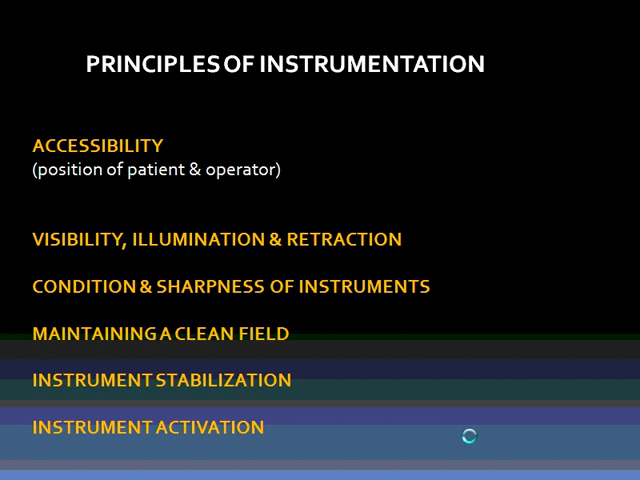 PRINCIPLES OF INSTRUMENTATION
ACCESSIBILITY
(position of patient & operator)
VISIBILITY, ILLUMINATION & RETRACTION
CONDITION & SHARPNESS OF INSTRUMENTS
MAINTAINING A CLEAN FIELD
INSTRUMENT STABILIZATION
INSTRUMENT ACTIVATION